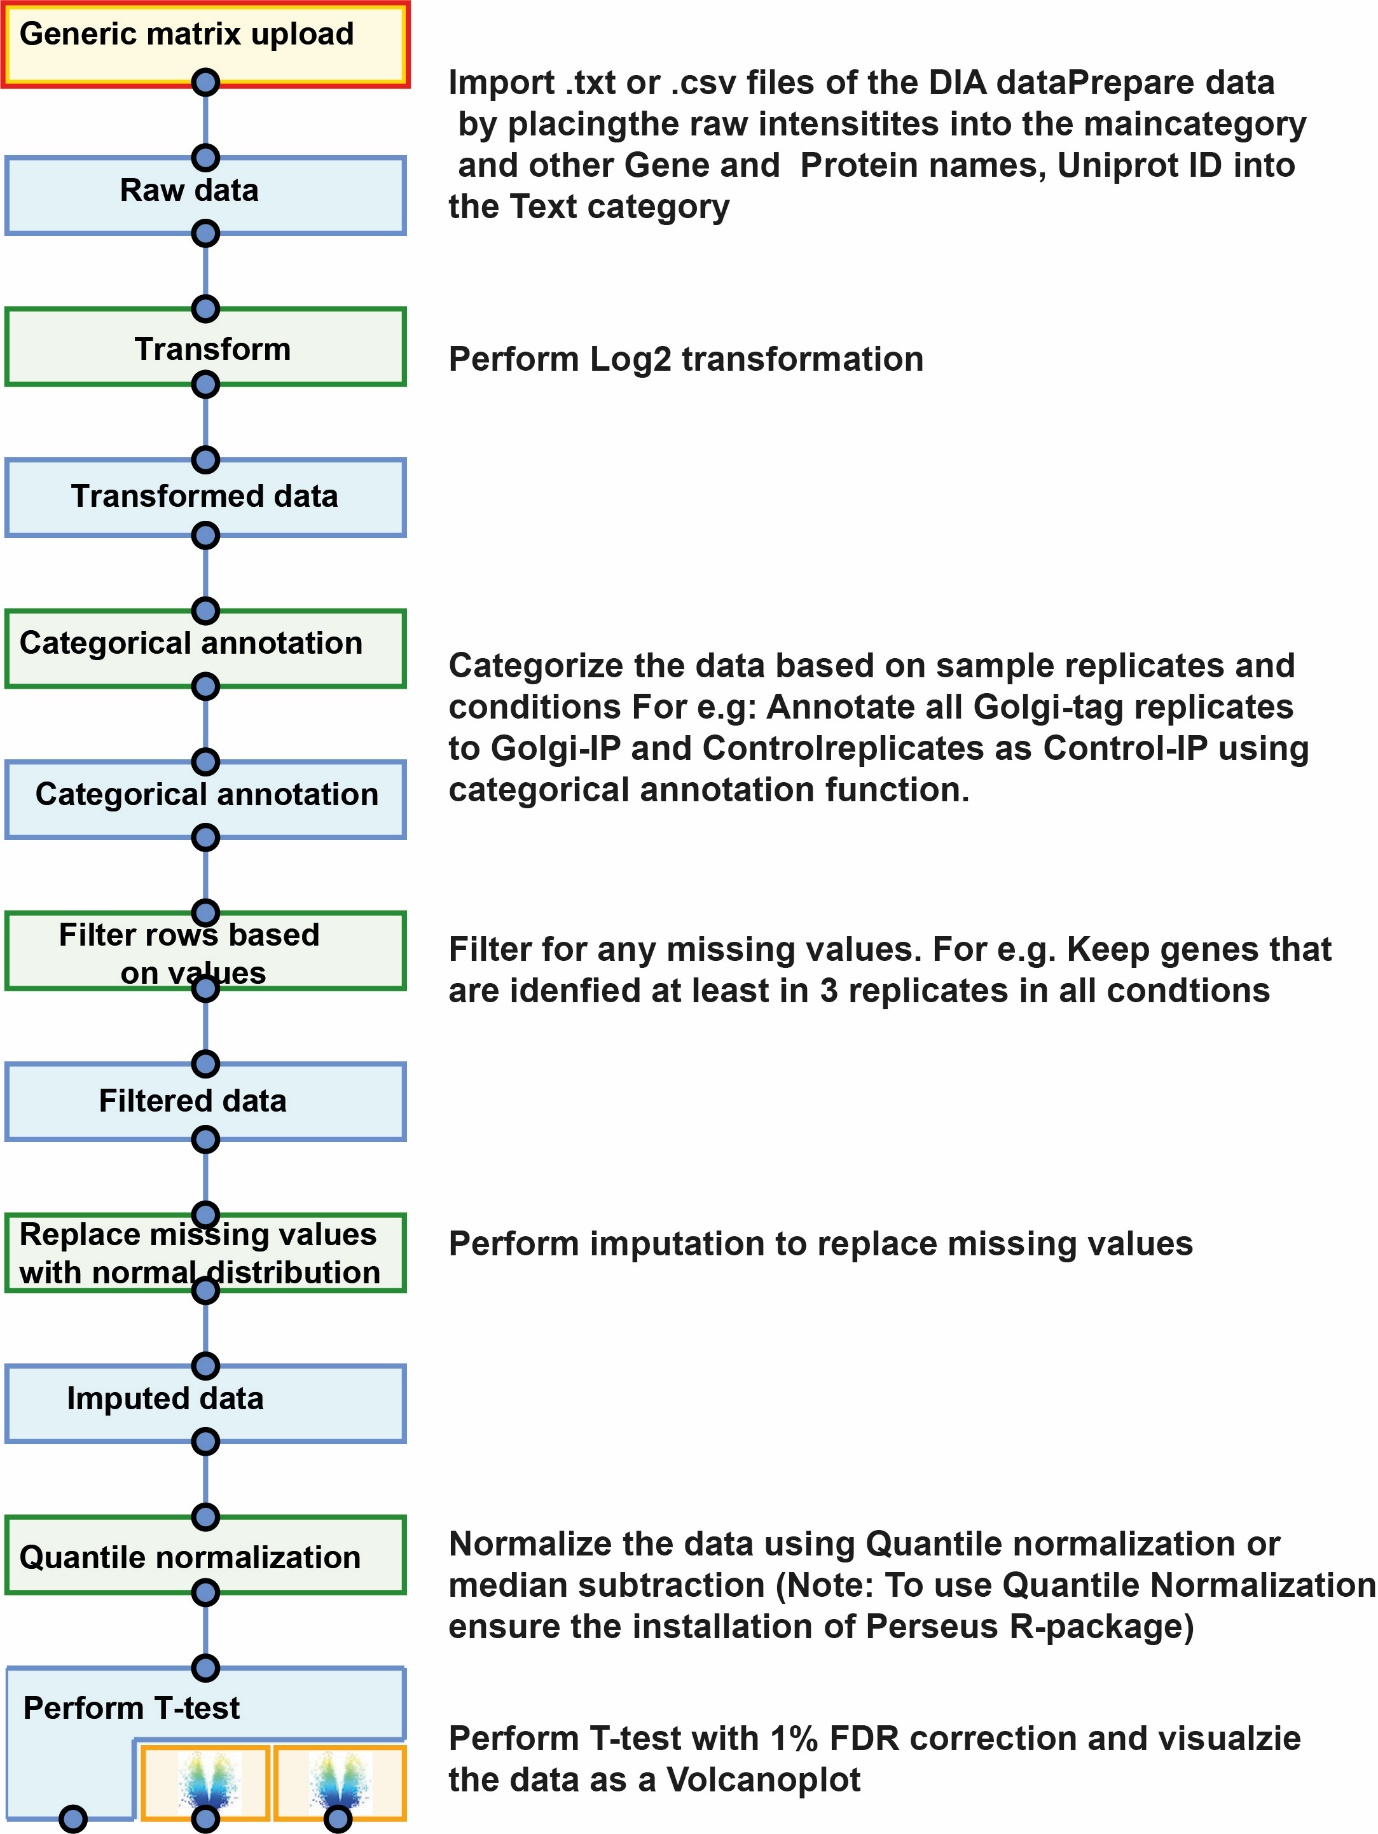 Generic matrix upload
Import .txt or .csv files of the DIA dataPrepare data
by placingthe raw intensitites into the maincategory
and other Gene and Protein names, Uniprot ID into
the Text category
Raw data
Transform
Perform Log2 transformation
Transformed data
Categorical annotation
Categorize the data based on sample replicates and
conditions For e.g: Annotate all Golgi-tag replicates
to Golgi-IP and Controlreplicates as Control-IP using
categorical annotation function.
Categorical annotation
Filter rows based
on values
Filter for any missing values. For e.g. Keep genes that
are idenfied at least in 3 replicates in all condtions
Filtered data
Replace missing values
with normal distribution
Perform imputation to replace missing values
Imputed data
Quantile normalization
Normalize the data using Quantile normalization or
median subtraction (Note: To use Quantile Normalization
ensure the installation of Perseus R-package)
Perform T-test
Perform T-test with 1% FDR correction and visualzie
the data as a Volcanoplot